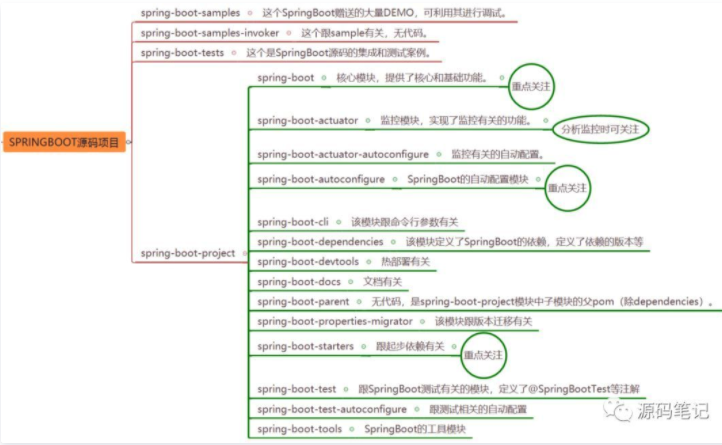 spring-boot-samples 这个SpringBoot赠送的大量DEMO，可利用其进行调试。
spring-boot-samples-invoker 这个跟sample有关，无代码。
spring-boot-tests 这个是SpringBoot源码的集成和测试案例。
spring-boot 核心模块，提供了核心和基础功能。 重点关注
spring-boot-actuator 监控模块，实现了监控有关的功能。 分析监控时可关注
SPRINGBOOT源码项目
spring-boot-actuator-autoconfigure 监控有关的自动配置。
spring-boot-autoconfigure SpringBoot的自动配置模块 重点关注
spring-boot-cli 该模块跟命令行参数有关
spring-boot-dependencies 该模块定义了SpringBoot的依赖，定义了依赖的版本等
spring-boot-project
spring-boot-devtools 热部署有关
spring-boot-docs 文档有关
spring-boot-parent 无代码，是spring-boot-project模块中子模块的父pom（除dependencies）。
spring-boot-properties-migrator 该模块跟版本迁移有关
spring-boot-starters 跟起步依赖有关 重点关注
spring-boot-test 跟SpringBoot测试有关的模块，定义了@SpringBootTest等注解
spring-boot-test-autoconfigure 跟测试相关的自动配置
spring-boot-tools SpringBoot的工具模块
源码笔记